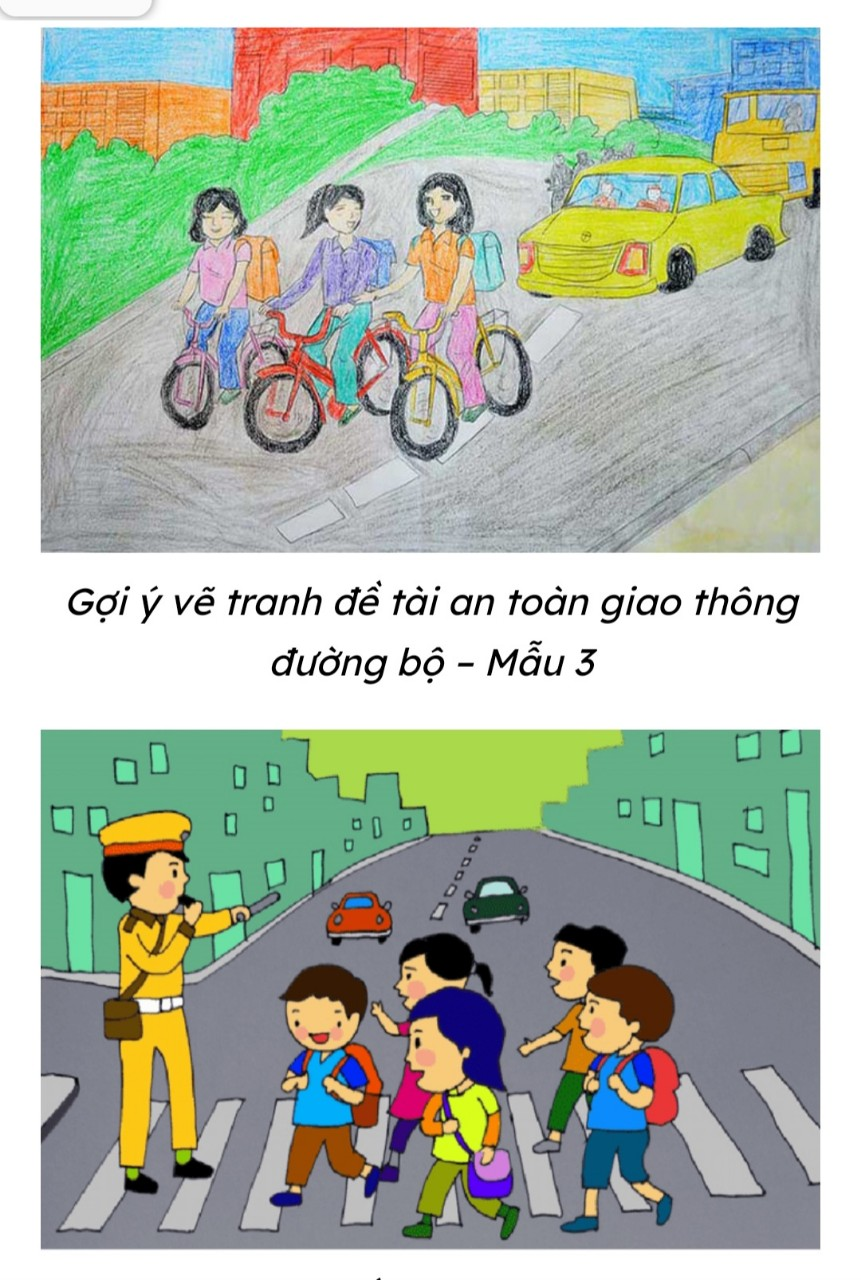 Gợi ý vẽ tranh đề tài an toàn giao thông
đường bộ – Mẫu 3